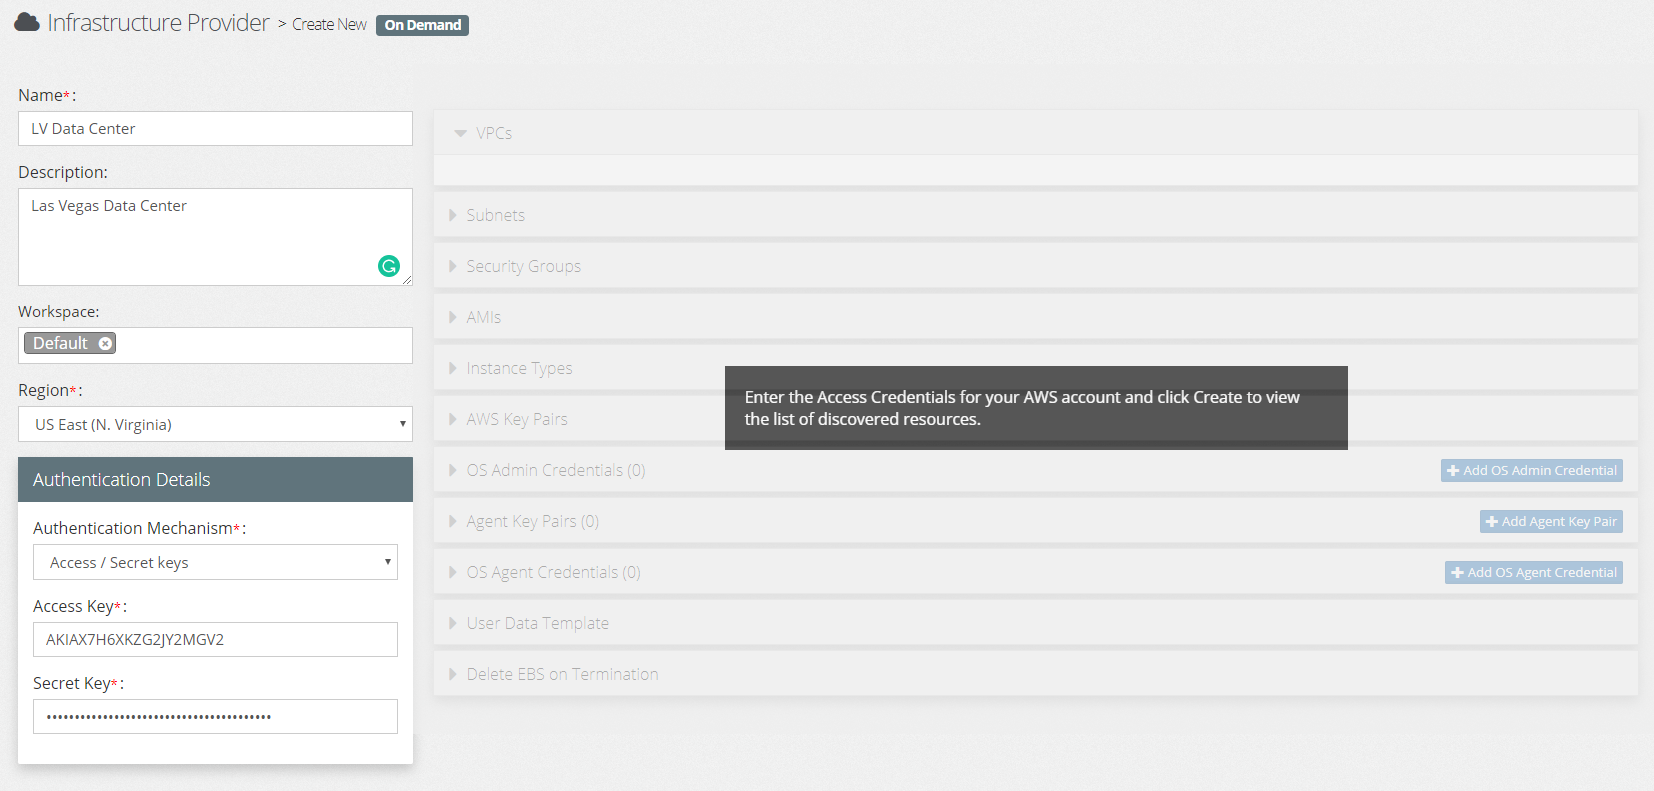 Infrastructure Provider > Create New On Demand
Name*:
LV Data Center
Description:
Las Vegas Data Center
Workspace:
Default
Region*:
US East (N. Virginia)
Authentication Details
Authentication Mechanism*:
Access / Secret keys
Access Key*:
AKIAX7H6XKZG2JY2MGV2
Secret Key*:
VPCs
Subnets
Security Groups
AMIs
Instance Types
Enter the Access Credentials for your AWS account and click Create to view
the list of discovered resources.
AWS Key Pairs
OS Admin Credentials (0) Add OS Admin Credential
Agent Key Pairs (0) Add Agent Key Pair
OS Agent Credentials (0) Add OS Agent Credential
User Data Template
Delete EBS on Termination